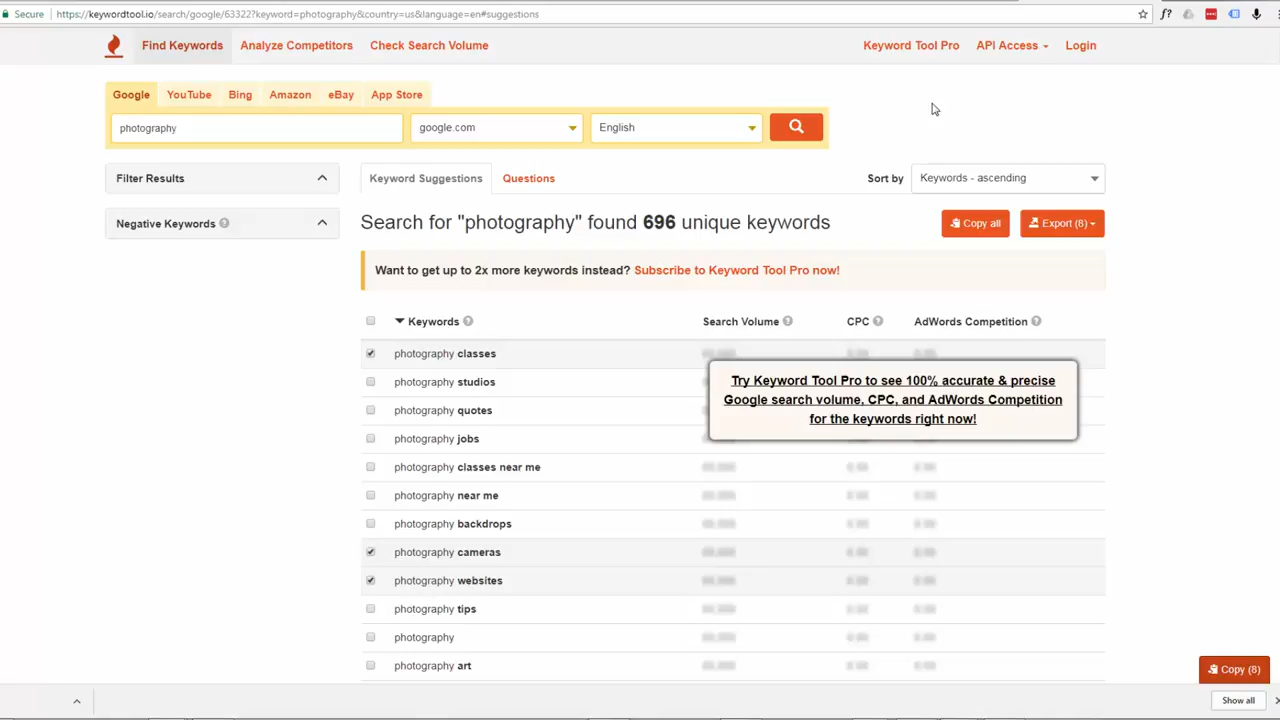 Secure https://keywordtool.io/search/google/63322?keyword=photography&country=us&language=en#suggestions
Find Keywords Analyze Competitors Check Search Volume Keyword Tool Pro API Access Login
Google YouTube Bing Amazon eBay App Store
photography google.com English
Filter Results Keyword Suggestions Questions Sort by Keywords - ascending
Negative Keywords ?
Search for "photography" found 696 unique keywords Copy all Export (8)
Want to get up to 2x more keywords instead? Subscribe to Keyword Tool Pro now!
Keywords ? Search Volume ? CPC ? AdWords Competition ?
photography classes
Try Keyword Tool Pro to see 100% accurate & precise
Google search volume, CPC, and AdWords Competition
for the keywords right now!
photography studios
photography quotes
photography jobs
photography classes near me
photography near me
photography backdrops
photography cameras
photography websites
photography tips
photography
photography art
Copy (8)
Show all